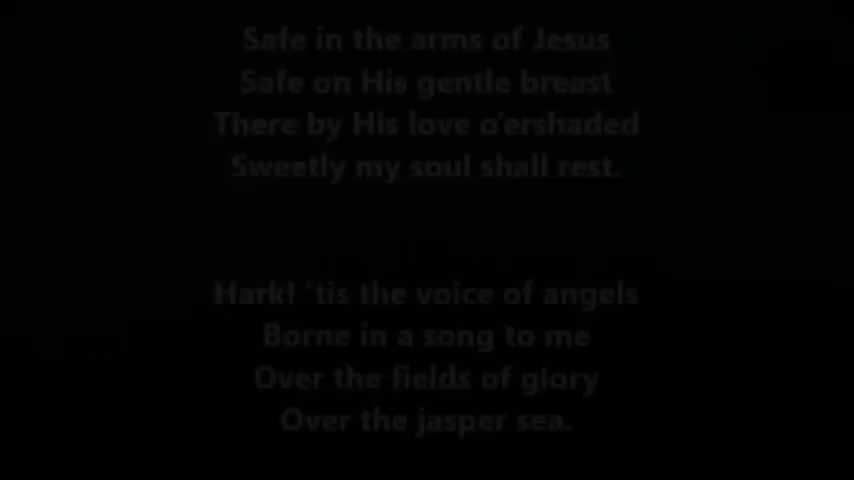 Safe in the arms of Jesus
Safe on His gentle breast
There by His love o'ershaded
Sweetly my soul shall rest.
Hark! 'tis the voice of angels
Borne in a song to me
Over the fields of glory
Over the jasper sea.